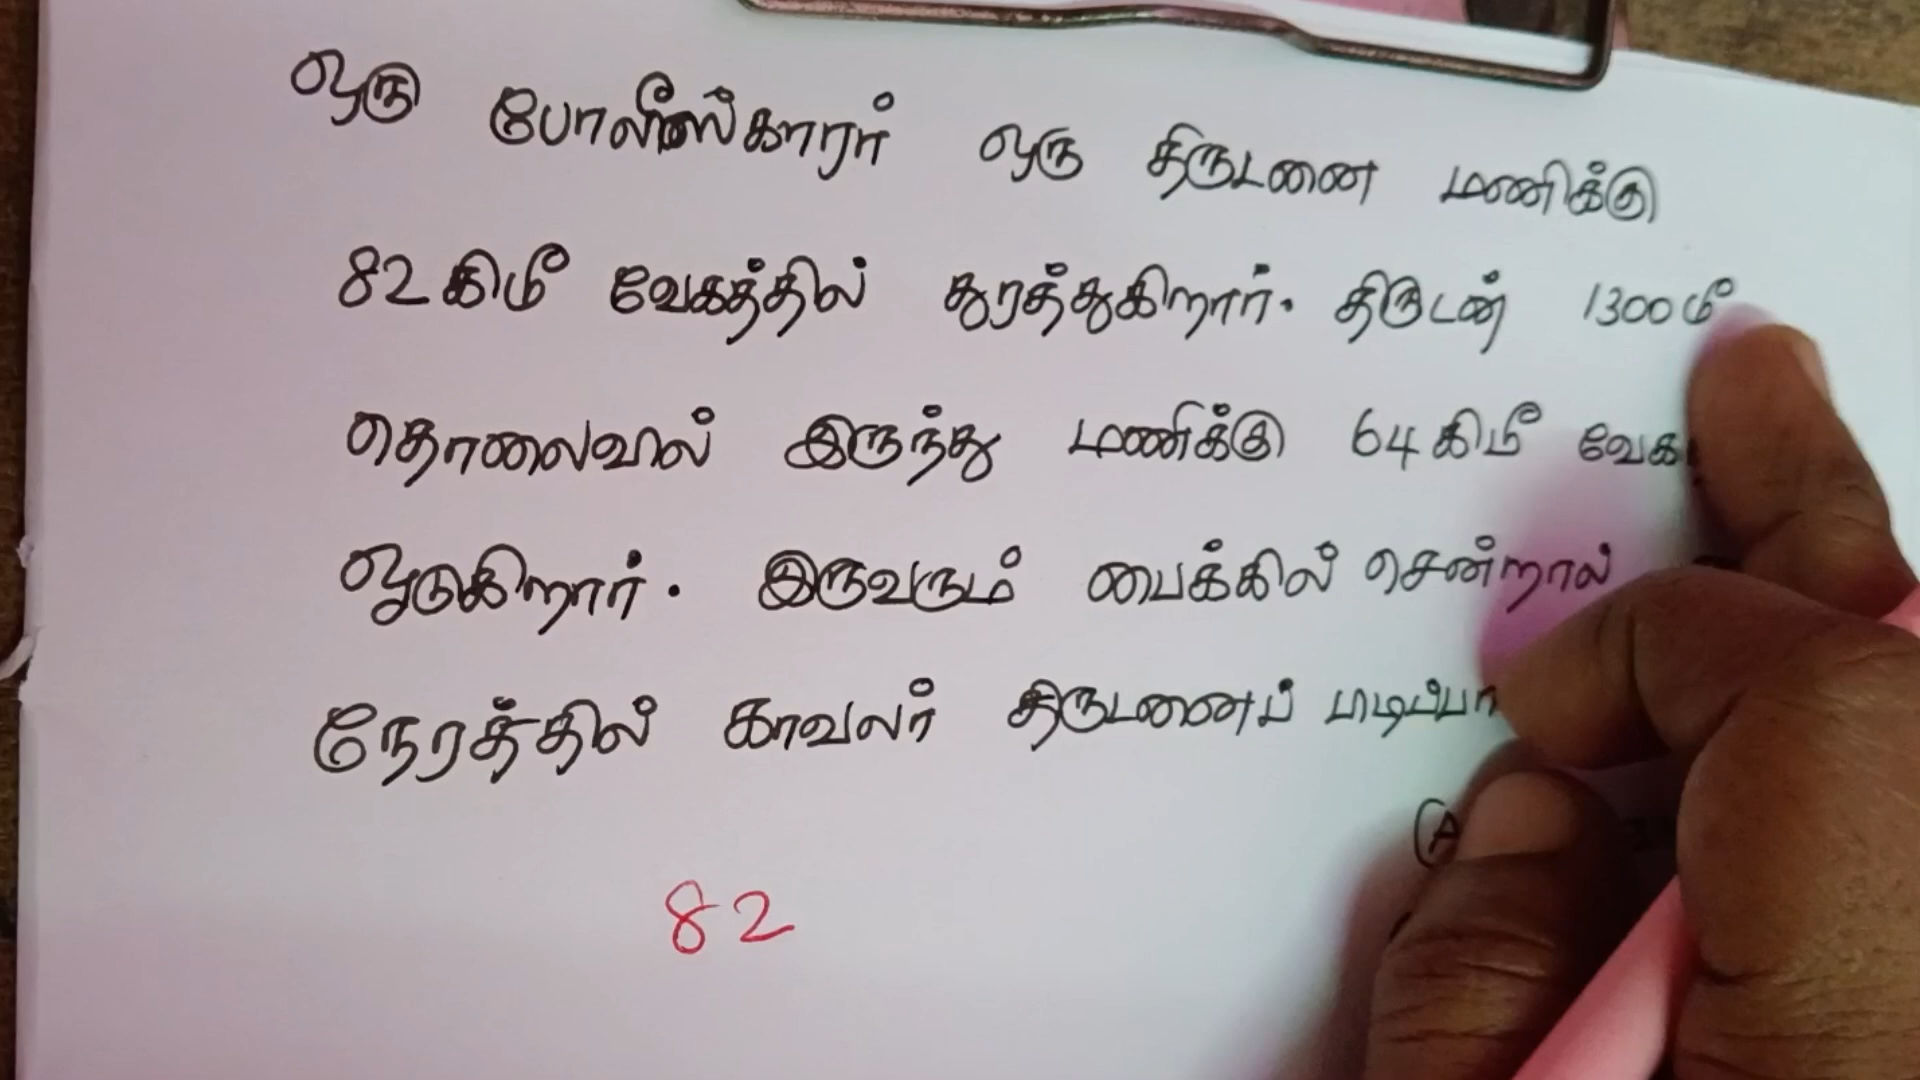 ஒரு போலீஸ்காரர் ஒரு திருடனை மணிக்கு
82 கிமீ வேகத்தில் துரத்துகிறார். திருடன் 1300 மீ
தொலைவில் இருந்து மணிக்கு 64 கிமீ
ஓடுகிறார். இருவரும் பைக்கில் சென்றால்
நேரத்தில் காவலர் திருடனைப்
82